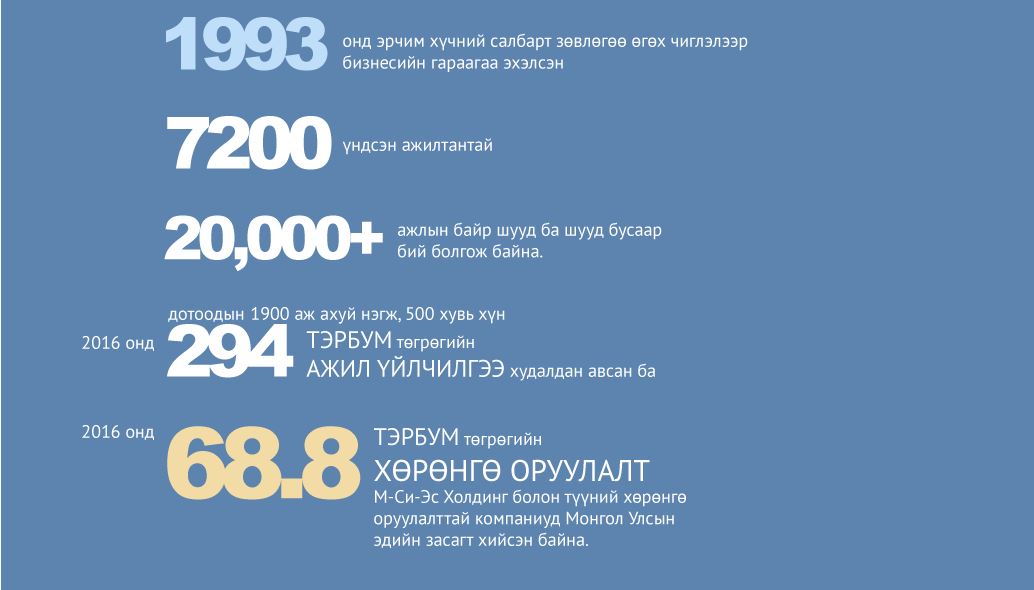 1993 онд эрчим хүчний салбарт зөвлөгөө өгөх чиглэлээр
бизнесийн гараагаа эхэлсэн
7200 үндсэн ажилтантай
20,000+ ажлын байр шууд ба шууд бусаар
бий болгож байна.
дотоодын 1900 аж ахуй нэгж, 500 хувь хүн
2016 онд 294 ТЭРБУМ төгрөгийн
АЖИЛ ҮЙЛЧИЛГЭЭ худалдан авсан ба
2016 онд 68.8 ТЭРБУМ төгрөгийн
ХӨРӨНГӨ ОРУУЛАЛТ
М-Си-Эс Холдинг болон түүний хөрөнгө
оруулалттай компаниуд Монгол Улсын
эдийн засагт хийсэн байна.